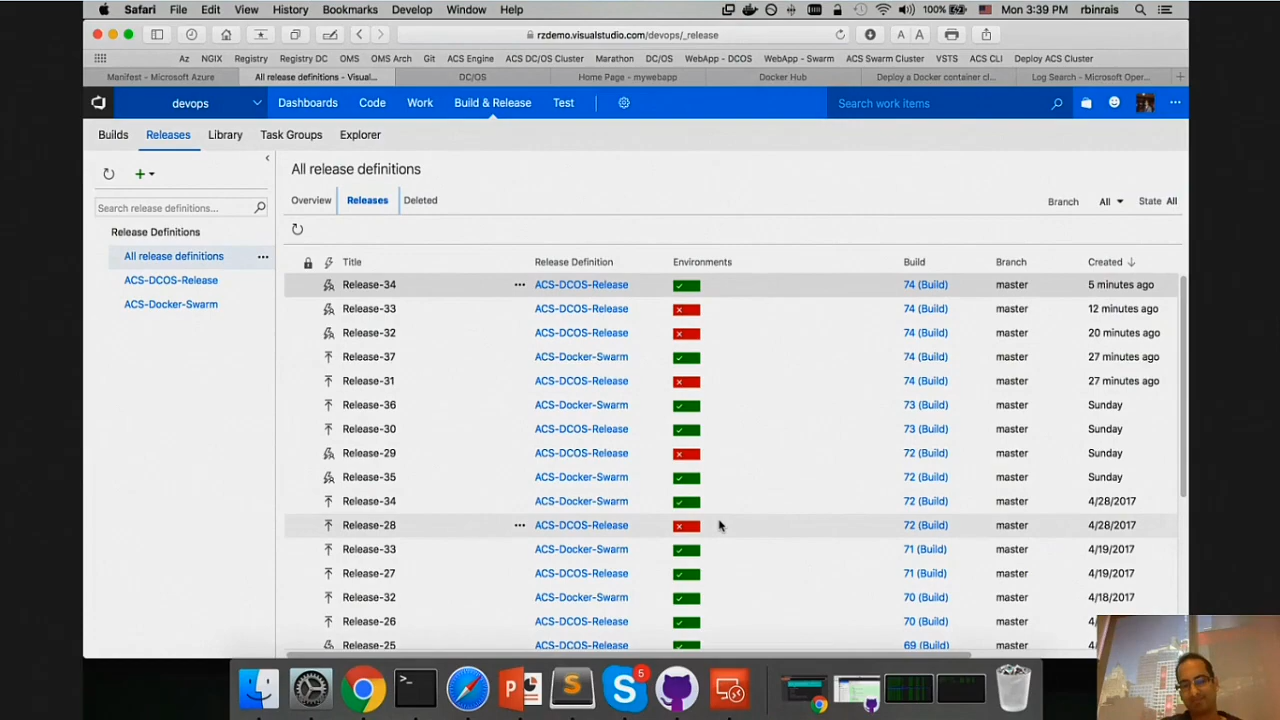 Safari File Edit View History Bookmarks Develop Window Help 100% Mon 3:39 PM rbinrais
rzdemo.visualstudio.com/devops/_release A A
Az NGIX Registry Registry DC OMS OMS Arch Git ACS Engine ACS DC/OS Cluster Marathon DC/OS WebApp - DCOS WebApp - Swarm ACS Swarm Cluster VSTS ACS CLI Deploy ACS Cluster
Manifest - Microsoft Azure All release definitions - Visual... DC/OS Home Page - mywebapp Docker Hub Deploy a Docker container cl... Log Search - Microsoft Oper...
devops Dashboards Code Work Build & Release Test Search work items
Builds Releases Library Task Groups Explorer
All release definitions
Overview Releases Deleted Branch All State All
Search release definitions...
Release Definitions
All release definitions
ACS-DCOS-Release
ACS-Docker-Swarm
Title Release Definition Environments Build Branch Created
Release-34 ACS-DCOS-Release 74 (Build) master 5 minutes ago
Release-33 ACS-DCOS-Release 74 (Build) master 12 minutes ago
Release-32 ACS-DCOS-Release 74 (Build) master 20 minutes ago
Release-37 ACS-Docker-Swarm 74 (Build) master 27 minutes ago
Release-31 ACS-DCOS-Release 74 (Build) master 27 minutes ago
Release-36 ACS-Docker-Swarm 73 (Build) master Sunday
Release-30 ACS-DCOS-Release 73 (Build) master Sunday
Release-29 ACS-DCOS-Release 72 (Build) master Sunday
Release-35 ACS-Docker-Swarm 72 (Build) master Sunday
Release-34 ACS-Docker-Swarm 72 (Build) master 4/28/2017
Release-28 ACS-DCOS-Release 72 (Build) master 4/28/2017
Release-33 ACS-Docker-Swarm 71 (Build) master 4/19/2017
Release-27 ACS-DCOS-Release 71 (Build) master 4/19/2017
Release-32 ACS-Docker-Swarm 70 (Build) master 4/18/2017
Release-26 ACS-DCOS-Release 70 (Build) master
Release-25 ACS-DCOS-Release 69 (Build) master
5